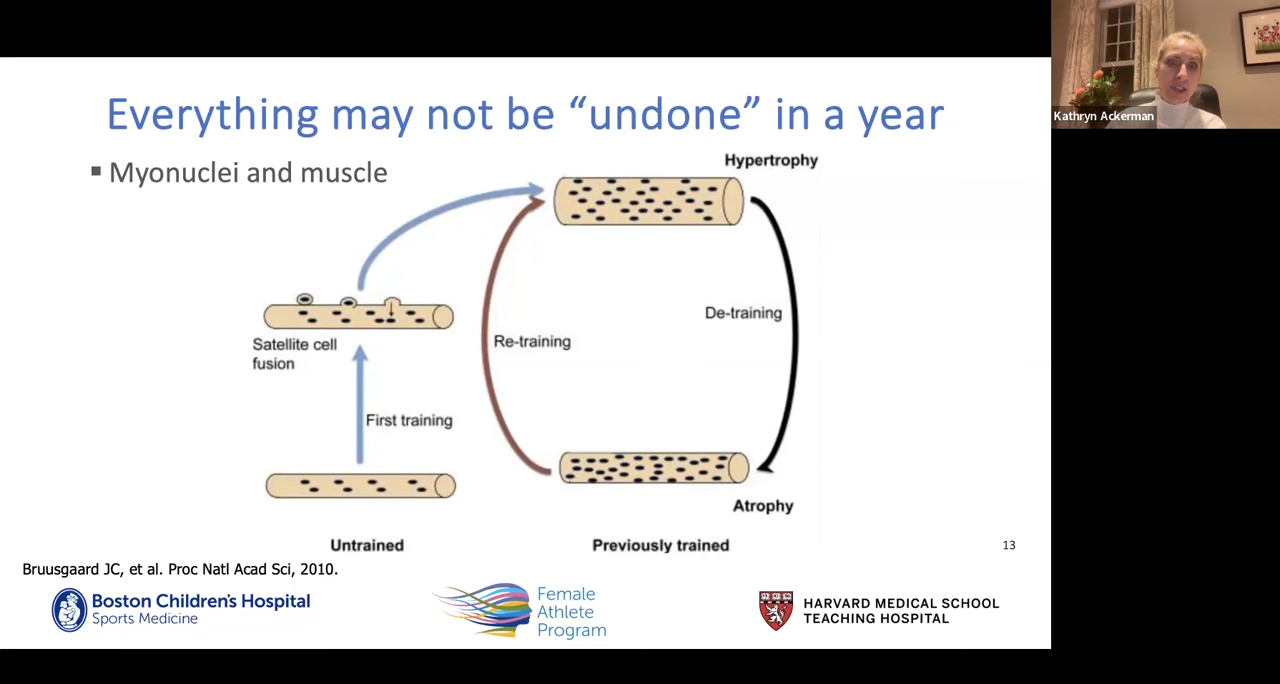 Everything may not be “undone” in a year
▪ Myonuclei and muscle
Hypertrophy
De-training
Re-training
Satellite cell
fusion
First training
Atrophy
Untrained
Previously trained
13
Bruusgaard JC, et al. Proc Natl Acad Sci, 2010.
Boston Children's Hospital
Sports Medicine
Female
Athlete
Program
HARVARD MEDICAL SCHOOL
TEACHING HOSPITAL
Kathryn Ackerman